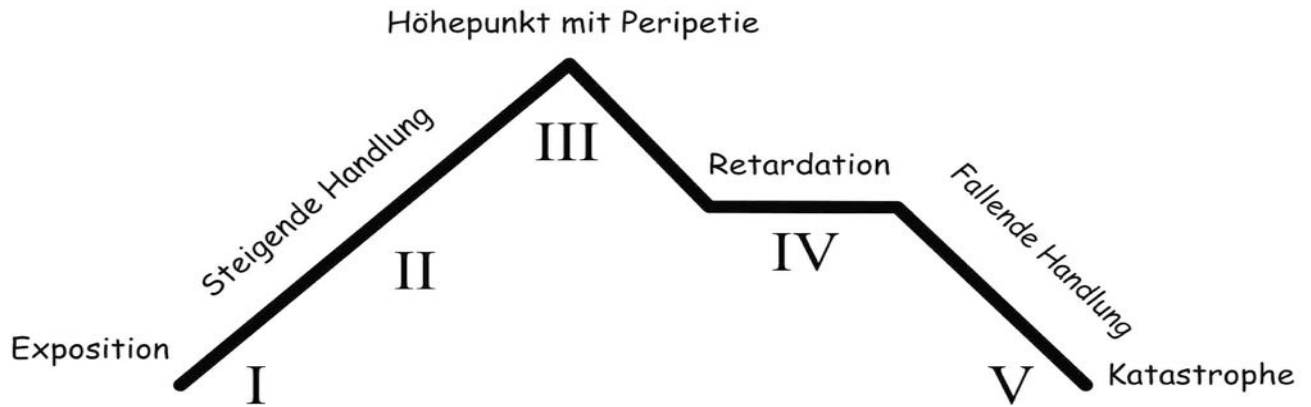 Höhepunkt mit Peripetie
Steigende Handlung
III
Retardation
Fallende Handlung
II
IV
Exposition
I
V
Katastrophe